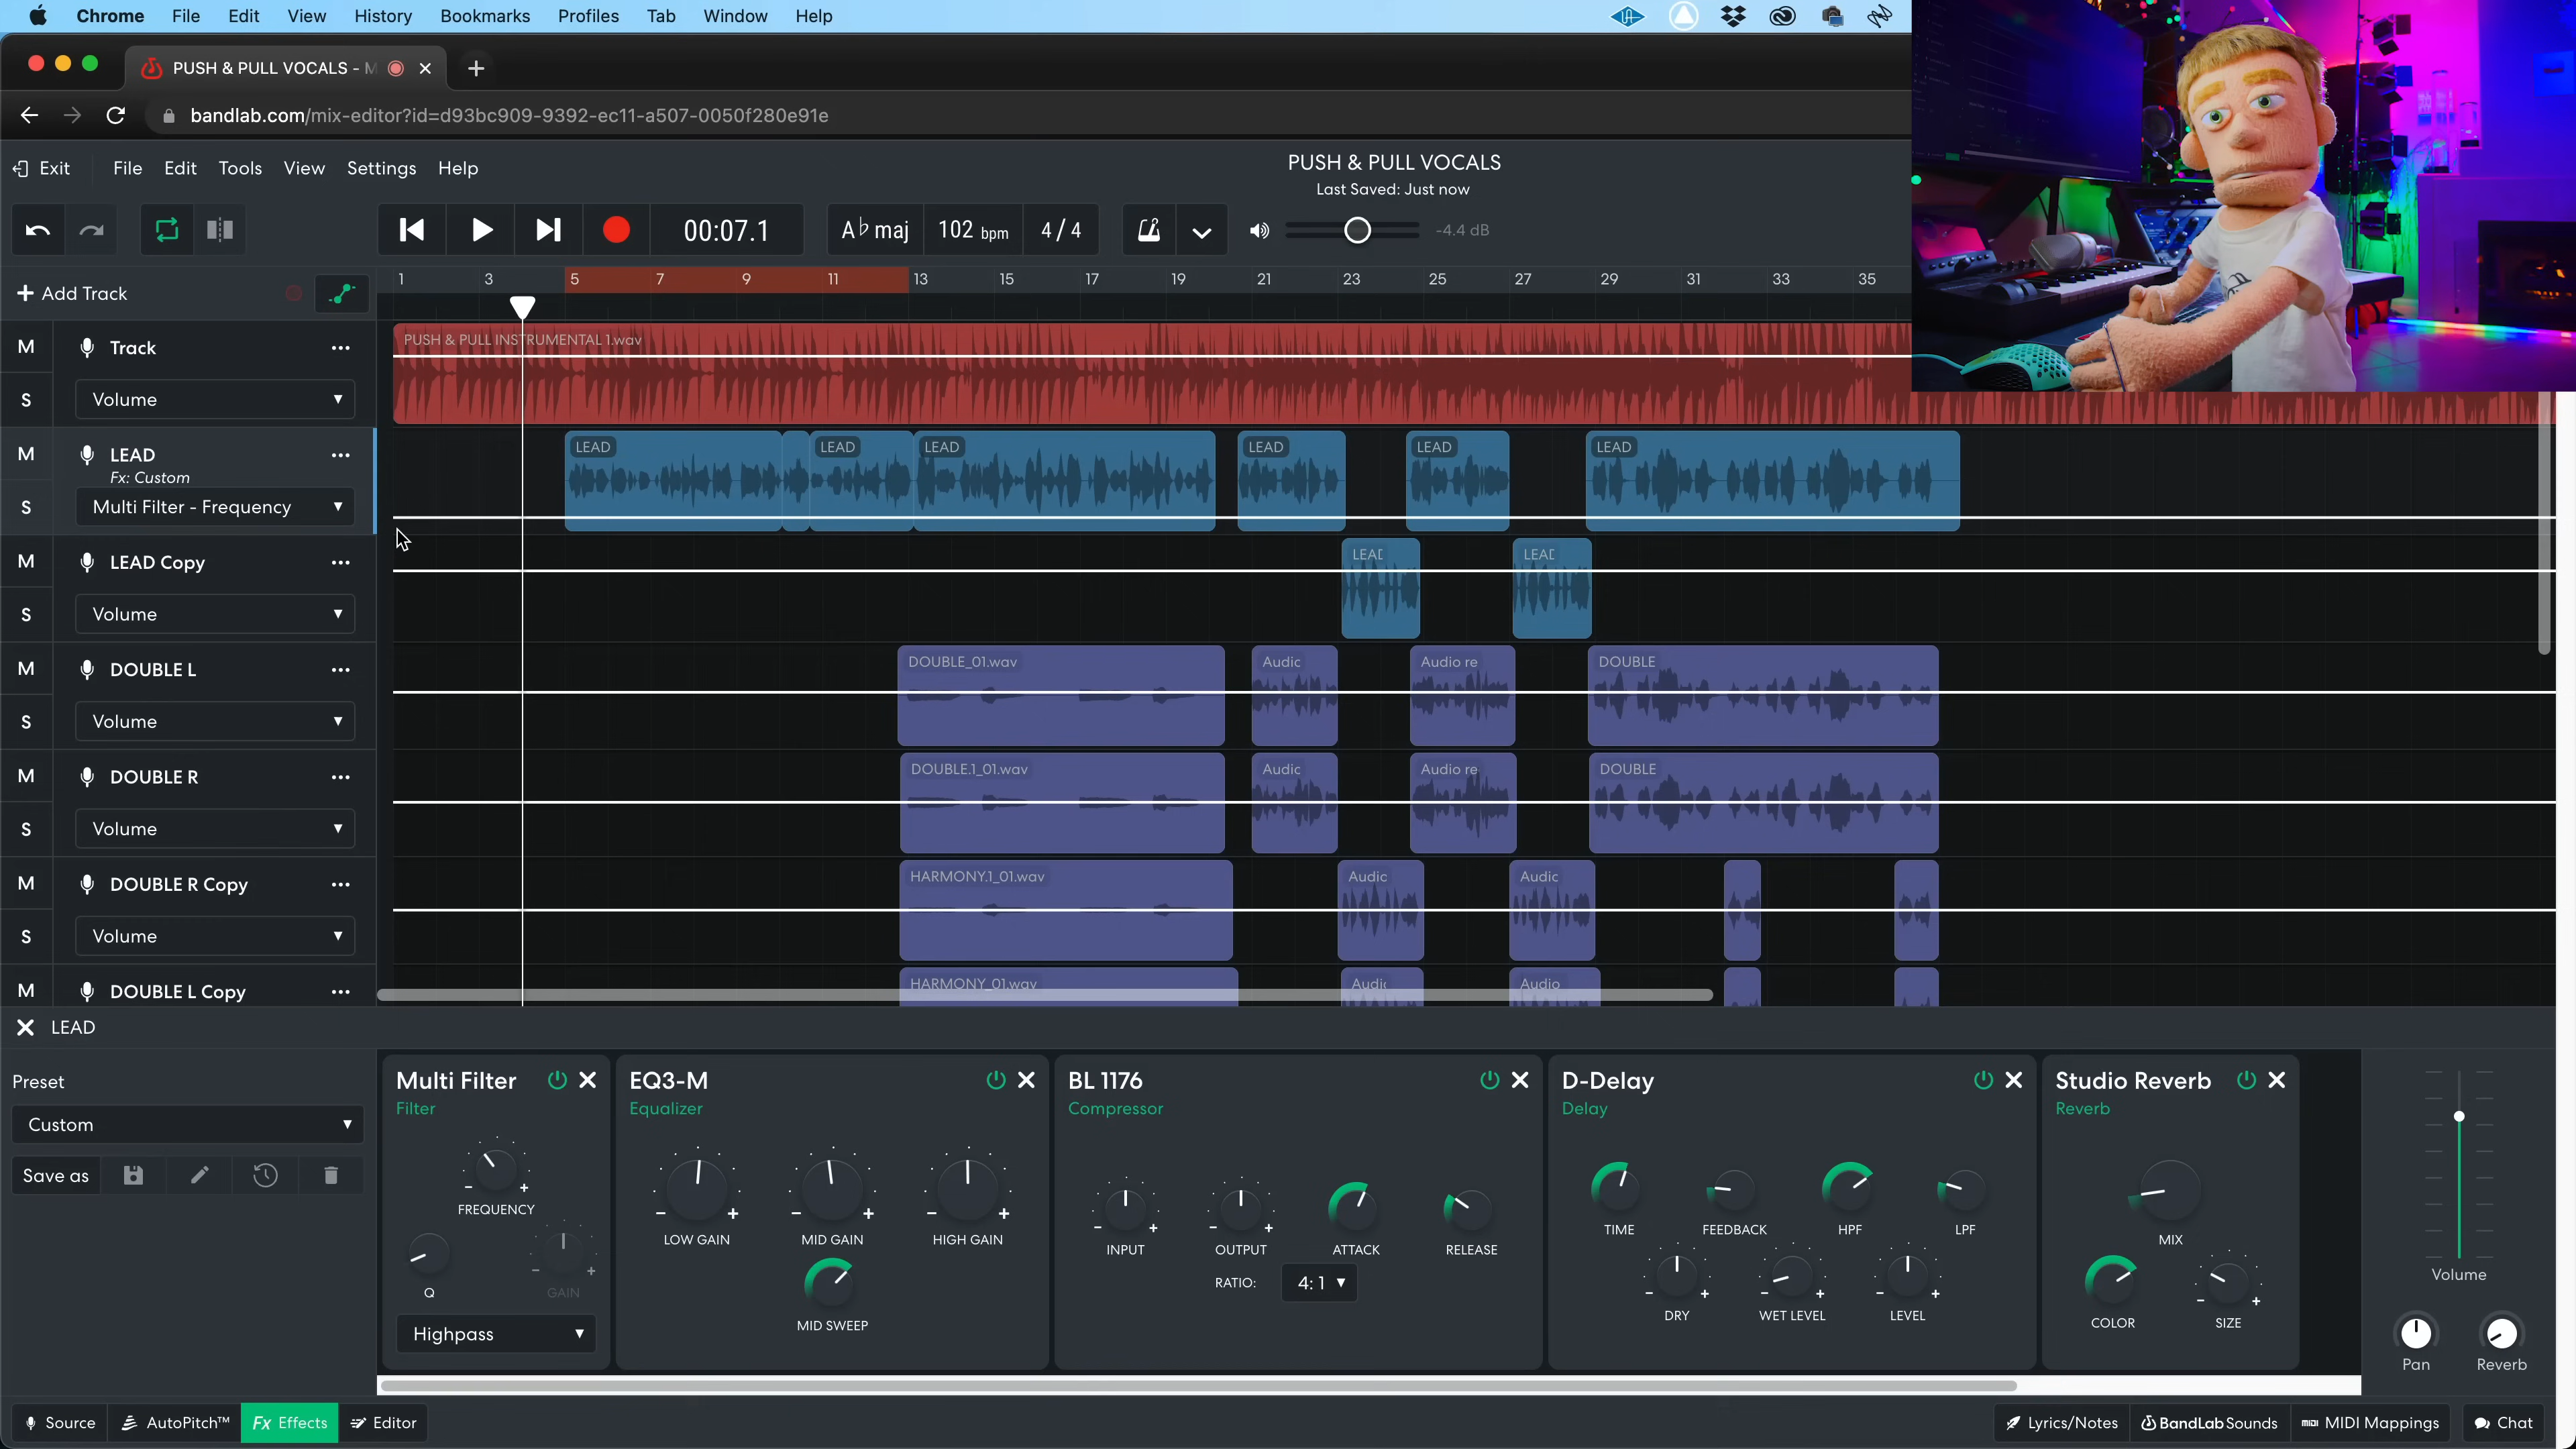 Chrome File Edit View History Bookmarks Profiles Tab Window Help
PUSH & PULL VOCALS - M
bandlab.com/mix-editor?id=d93bc909-9392-ec11-a507-0050f280e91e
Exit File Edit Tools View Settings Help
PUSH & PULL VOCALS
Last Saved: Just now
00:07.1 A♭ maj 102 bpm 4/4 -4.4 dB
+ Add Track
1 3 5 7 9 11 13 15 17 19 21 23 25 27 29 31 33 35
M Track
PUSH & PULL INSTRUMENTAL 1.wav
S Volume
M LEAD
Fx: Custom
S Multi Filter - Frequency
LEAD LEAD LEAD LEAD LEAD LEAD
M LEAD Copy
S Volume
LEAD LEAD
M DOUBLE L
S Volume
DOUBLE_01.wav Audio Audio re DOUBLE
M DOUBLE R
S Volume
DOUBLE.1_01.wav Audio Audio re DOUBLE
M DOUBLE R Copy
S Volume
HARMONY.1_01.wav Audio Audio
M DOUBLE L Copy
HARMONY_01.wav Audio Audio
LEAD
Preset
Custom
Save as
Multi Filter
Filter
FREQUENCY
Q GAIN
Highpass
EQ3-M
Equalizer
LOW GAIN MID GAIN HIGH GAIN
MID SWEEP
BL 1176
Compressor
INPUT OUTPUT ATTACK RELEASE
RATIO: 4:1
D-Delay
Delay
TIME FEEDBACK HPF LPF
DRY WET LEVEL LEVEL
Studio Reverb
Reverb
MIX
COLOR SIZE
Volume
Pan Reverb
Source AutoPitch™ Fx Effects Editor
Lyrics/Notes BandLab Sounds MIDI MIDI Mappings Chat